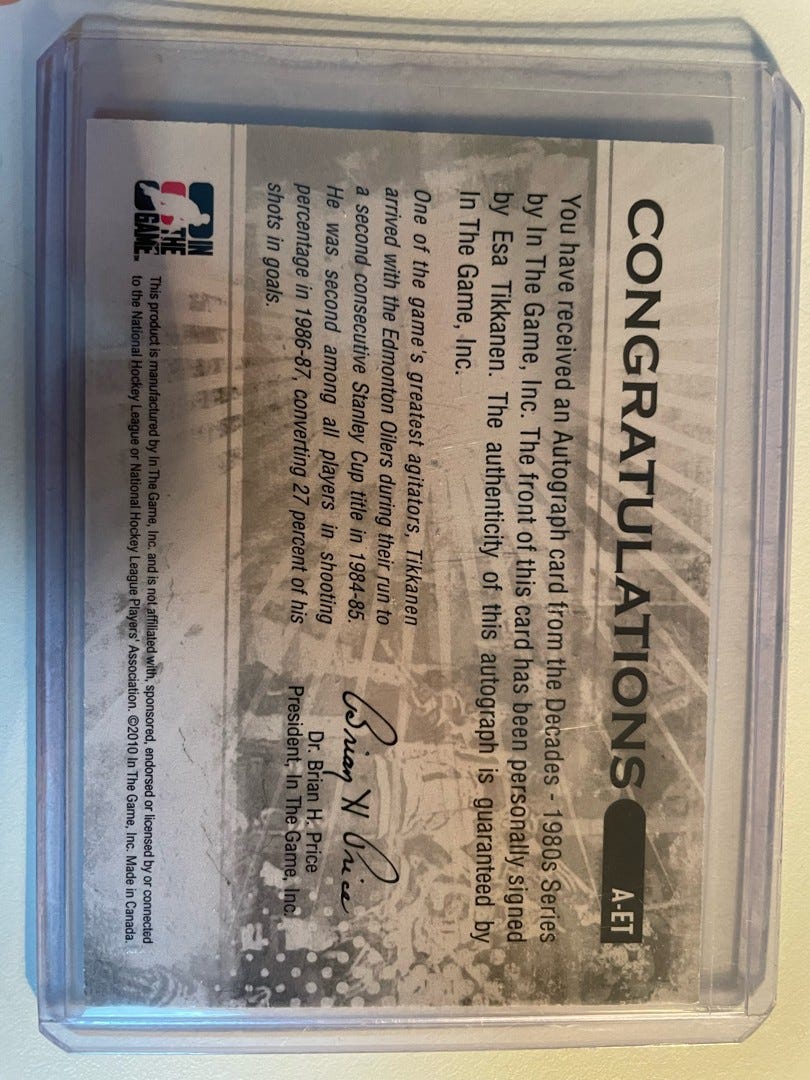 CONGRATULATIONS
A-ET
You have received an Autograph card from the Decades - 1980s Series
by In The Game, Inc. The front of this card has been personally signed
by Esa Tikkanen. The authenticity of this autograph is guaranteed by
In The Game, Inc.
One of the game's greatest agitators, Tikkanen
arrived with the Edmonton Oilers during their run to
a second consecutive Stanley Cup title in 1984-85.
He was second among all players in shooting
percentage in 1986-87, converting 27 percent of his
shots in goals.
Brian H Price
Dr. Brian H. Price
President, In The Game, Inc.
IN
THE
GAME™
This product is manufactured by In The Game, Inc. and is not affiliated with, sponsored, endorsed or licensed by or connected
to the National Hockey League or National Hockey League Players' Association. ©2010 In The Game, Inc. Made in Canada.